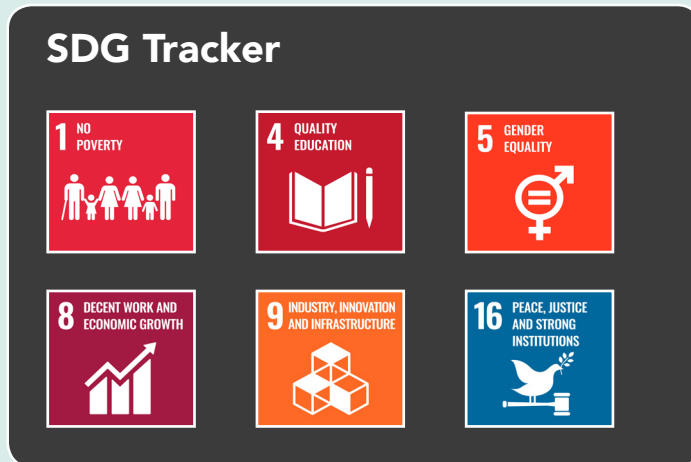 SDG Tracker
1 NO
POVERTY
4 QUALITY
EDUCATION
5 GENDER
EQUALITY
8 DECENT WORK AND
ECONOMIC GROWTH
9 INDUSTRY, INNOVATION
AND INFRASTRUCTURE
16 PEACE, JUSTICE
AND STRONG
INSTITUTIONS